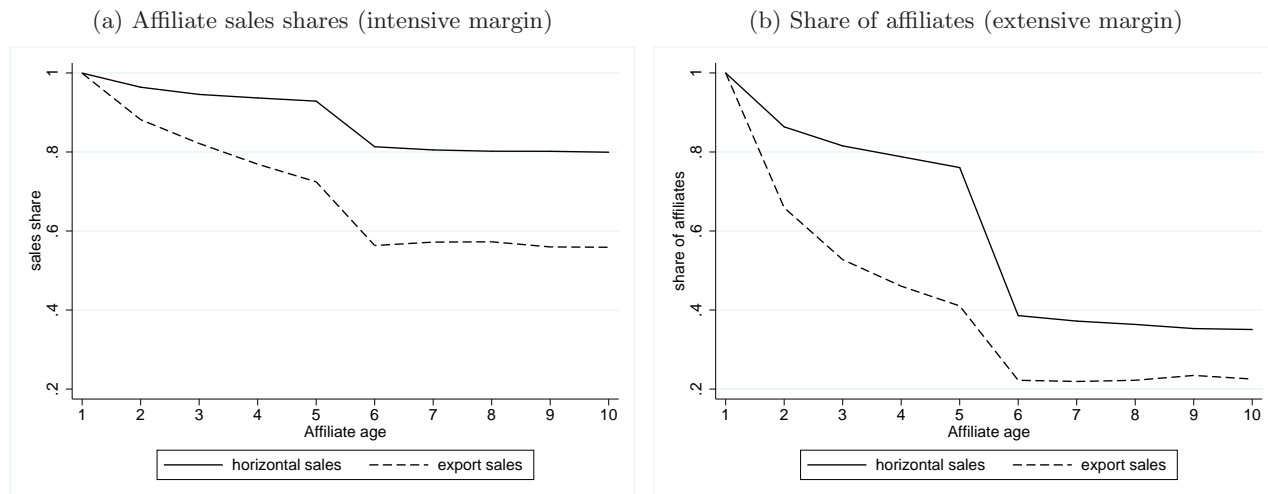 (a) Affiliate sales shares (intensive margin)
sales share
1
.8
.6
.4
.2
1 2 3 4 5 6 7 8 9 10
Affiliate age
horizontal sales export sales
(b) Share of affiliates (extensive margin)
share of affiliates
1
.8
.6
.4
.2
1 2 3 4 5 6 7 8 9 10
Affiliate age
horizontal sales export sales